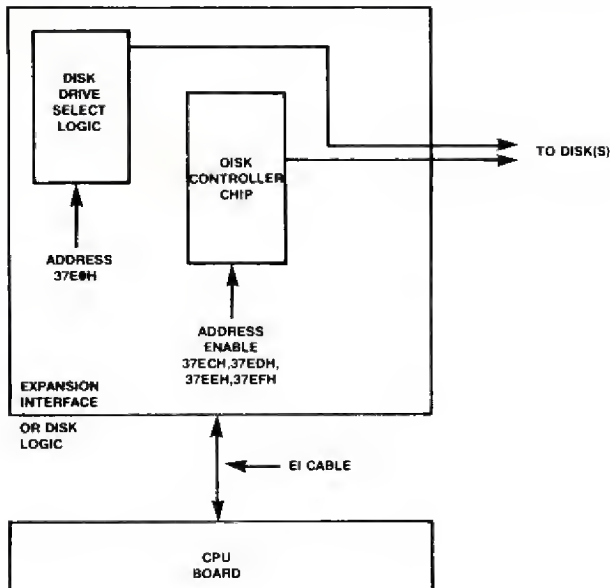 DISK
DRIVE
SELECT
LOGIC
DISK
CONTROLLER
CHIP
TO DISK(S)
ADDRESS
37E0H
ADDRESS
ENABLE
37ECH,37EDH,
37EEH,37EFH
EXPANSION
INTERFACE
OR DISK
LOGIC
EI CABLE
CPU
BOARD